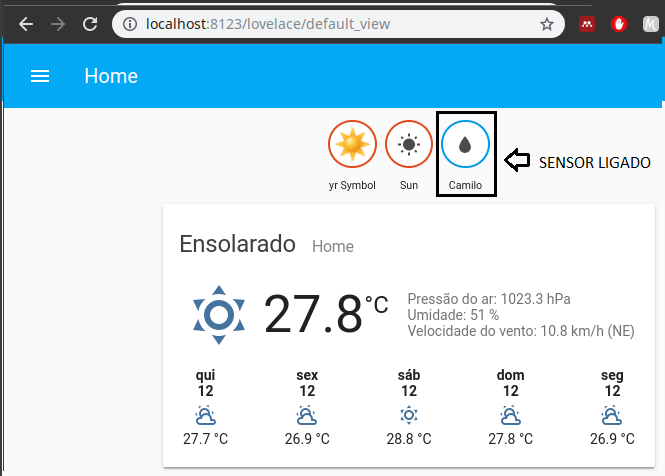 localhost:8123/lovelace/default_view
Home
yr Symbol Sun Camilo
SENSOR LIGADO
Ensolarado Home
27.8 °C
Pressão do ar: 1023.3 hPa
Umidade: 51 %
Velocidade do vento: 10.8 km/h (NE)
qui sex sáb dom seg
12 12 12 12 12
27.7 °C 26.9 °C 28.8 °C 27.8 °C 26.9 °C